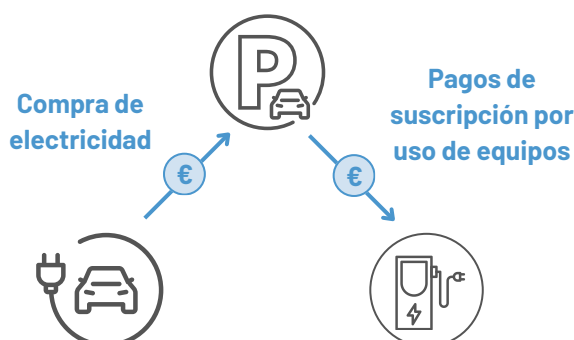 P
Compra de
electricidad
Pagos de
suscripción por
uso de equipos
€
€